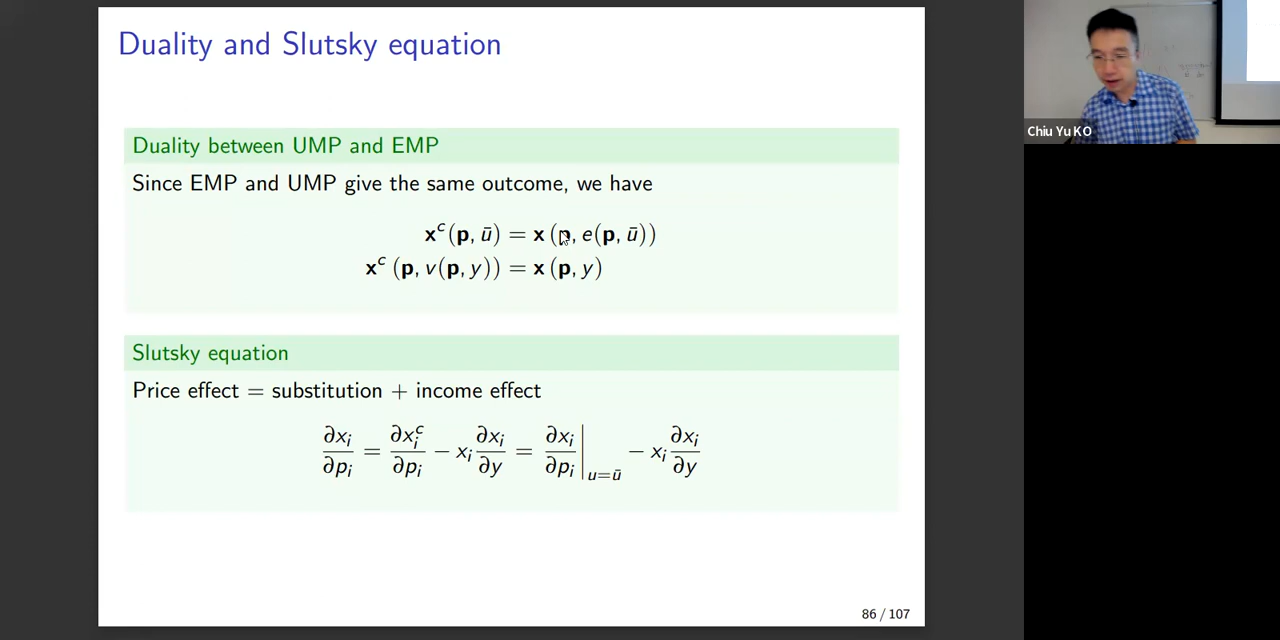 Duality and Slutsky equation
Duality between UMP and EMP
Since EMP and UMP give the same outcome, we have
x^c(p, ū) = x (p, e(p, ū))
x^c (p, v(p, y)) = x (p, y)
Slutsky equation
Price effect = substitution + income effect
∂x_i/∂p_i = ∂x_i^c/∂p_i − x_i ∂x_i/∂y = ∂x_i/∂p_i |_{u=ū} − x_i ∂x_i/∂y
86 / 107
Chiu Yu KO